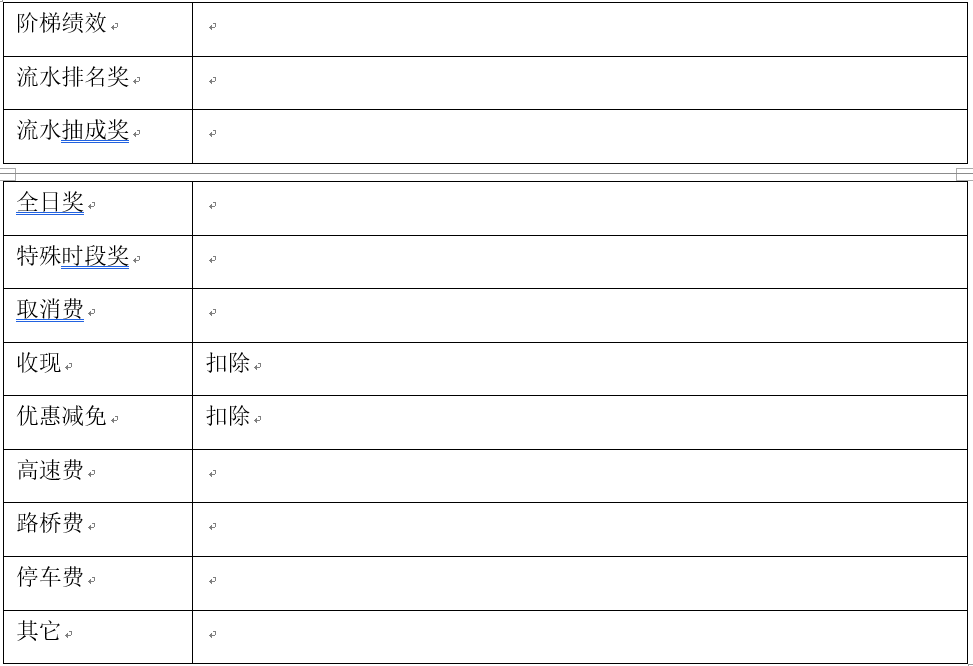 阶梯绩效
流水排名奖
流水抽成奖
全日奖
特殊时段奖
取消费
收现 扣除
优惠减免 扣除
高速费
路桥费
停车费
其它